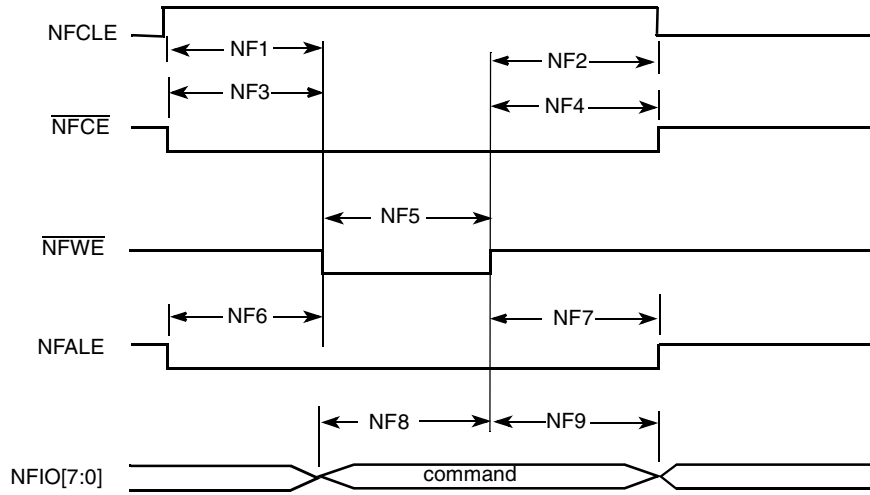 NFCLE
NF1
NF2
NF3
NF4
NFCE
NF5
NFWE
NF6
NF7
NFALE
NF8
NF9
NFIO[7:0]
command